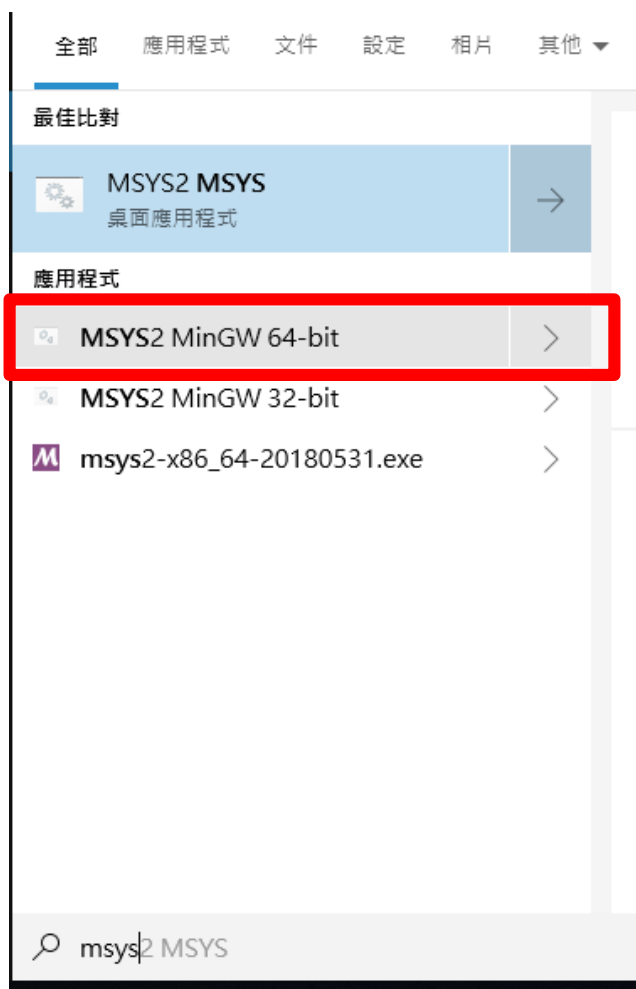 全部 應用程式 文件 設定 相片 其他
最佳比對
MSYS2 MSYS
桌面應用程式
應用程式
MSYS2 MinGW 64-bit
MSYS2 MinGW 32-bit
msys2-x86_64-20180531.exe
msys2 MSYS